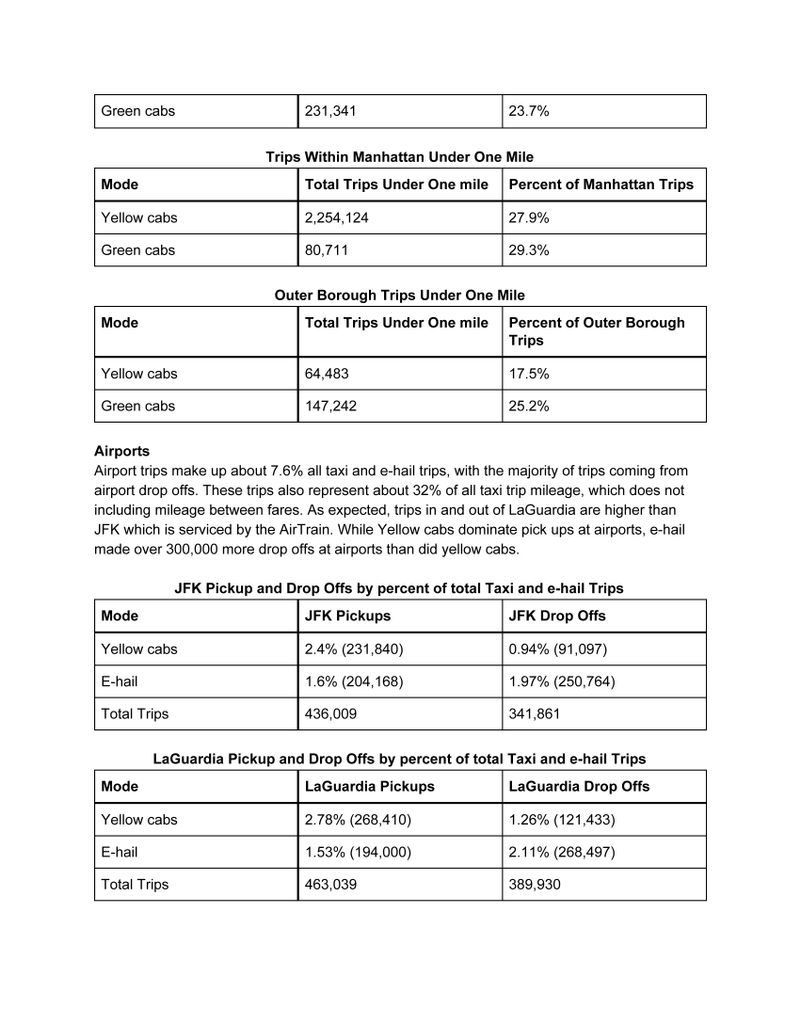 Green cabs 231,341 23.7%
Trips Within Manhattan Under One Mile
Mode Total Trips Under One mile Percent of Manhattan Trips
Yellow cabs 2,254,124 27.9%
Green cabs 80,711 29.3%
Outer Borough Trips Under One Mile
Mode Total Trips Under One mile Percent of Outer Borough
Trips
Yellow cabs 64,483 17.5%
Green cabs 147,242 25.2%
Airports
Airport trips make up about 7.6% all taxi and e-hail trips, with the majority of trips coming from
airport drop offs. These trips also represent about 32% of all taxi trip mileage, which does not
including mileage between fares. As expected, trips in and out of LaGuardia are higher than
JFK which is serviced by the AirTrain. While Yellow cabs dominate pick ups at airports, e-hail
made over 300,000 more drop offs at airports than did yellow cabs.
JFK Pickup and Drop Offs by percent of total Taxi and e-hail Trips
Mode JFK Pickups JFK Drop Offs
Yellow cabs 2.4% (231,840) 0.94% (91,097)
E-hail 1.6% (204,168) 1.97% (250,764)
Total Trips 436,009 341,861
LaGuardia Pickup and Drop Offs by percent of total Taxi and e-hail Trips
Mode LaGuardia Pickups LaGuardia Drop Offs
Yellow cabs 2.78% (268,410) 1.26% (121,433)
E-hail 1.53% (194,000) 2.11% (268,497)
Total Trips 463,039 389,930